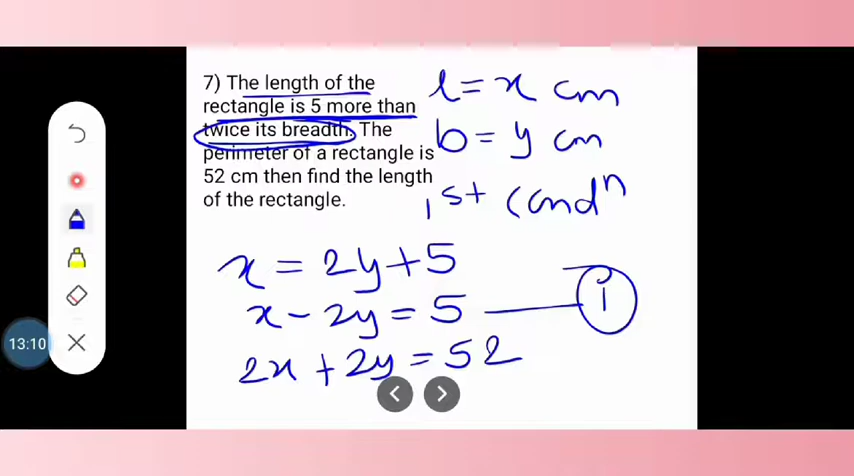 7) The length of the
rectangle is 5 more than
twice its breadth. The
perimeter of a rectangle is
52 cm then find the length
of the rectangle.
l = x cm
b = y cm
1st condn
x = 2y + 5
x - 2y = 5 —— i
2x + 2y = 52
13:10